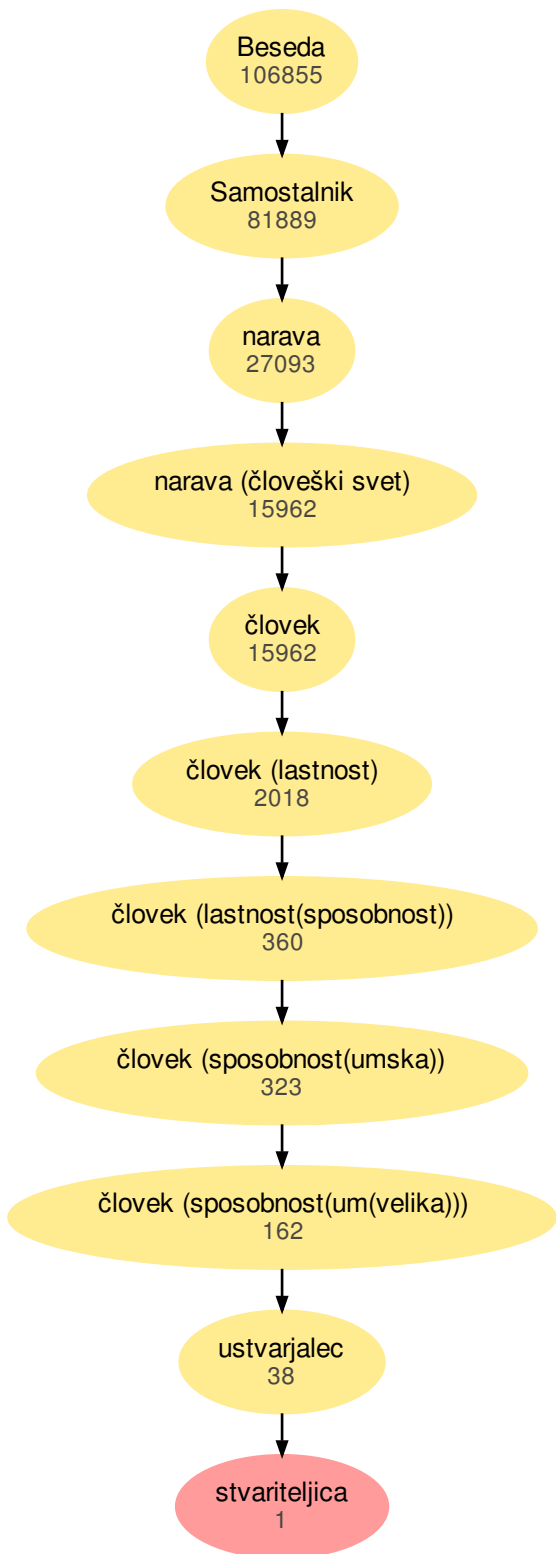 Beseda
106855
Samostalnik
81889
narava
27093
narava (človeški svet)
15962
človek
15962
človek (lastnost)
2018
človek (lastnost(sposobnost))
360
človek (sposobnost(umska))
323
človek (sposobnost(um(velika)))
162
ustvarjalec
38
stvariteljica
1